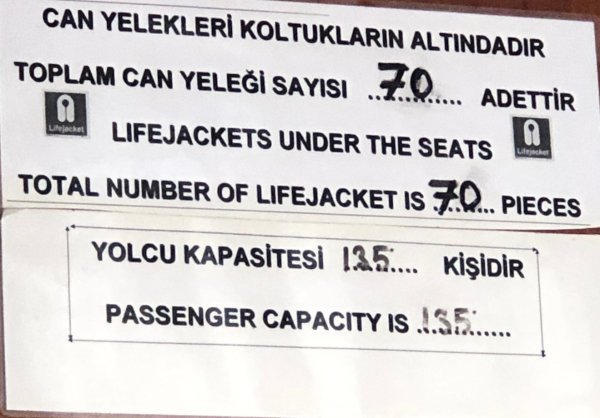 CAN YELEKLERİ KOLTUKLARIN ALTINDADIR
TOPLAM CAN YELEĞİ SAYISI ..70...... ADETTİR
Lifejacket
LIFEJACKETS UNDER THE SEATS
Lifejacket
TOTAL NUMBER OF LIFEJACKET IS 70... PIECES
YOLCU KAPASİTESİ 135.... KİŞİDİR
PASSENGER CAPACITY IS .135......